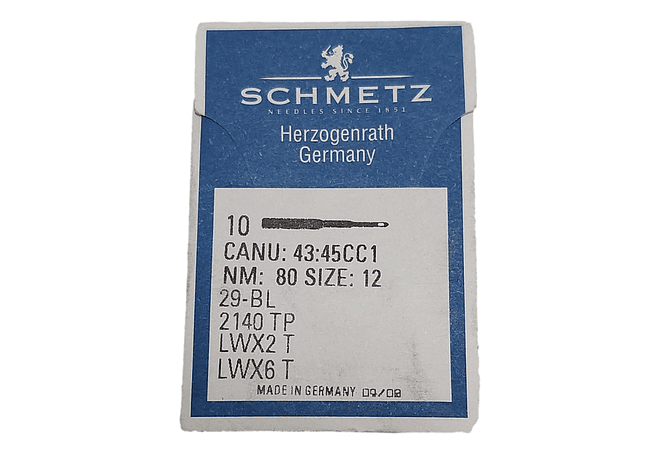 SCHMETZ
NEEDLES SINCE 1851
Herzogenrath
Germany
10
CANU: 43:45CC1
NM: 80 SIZE: 12
29-BL
2140 TP
LWX2 T
LWX6 T
MADE IN GERMANY 09/08